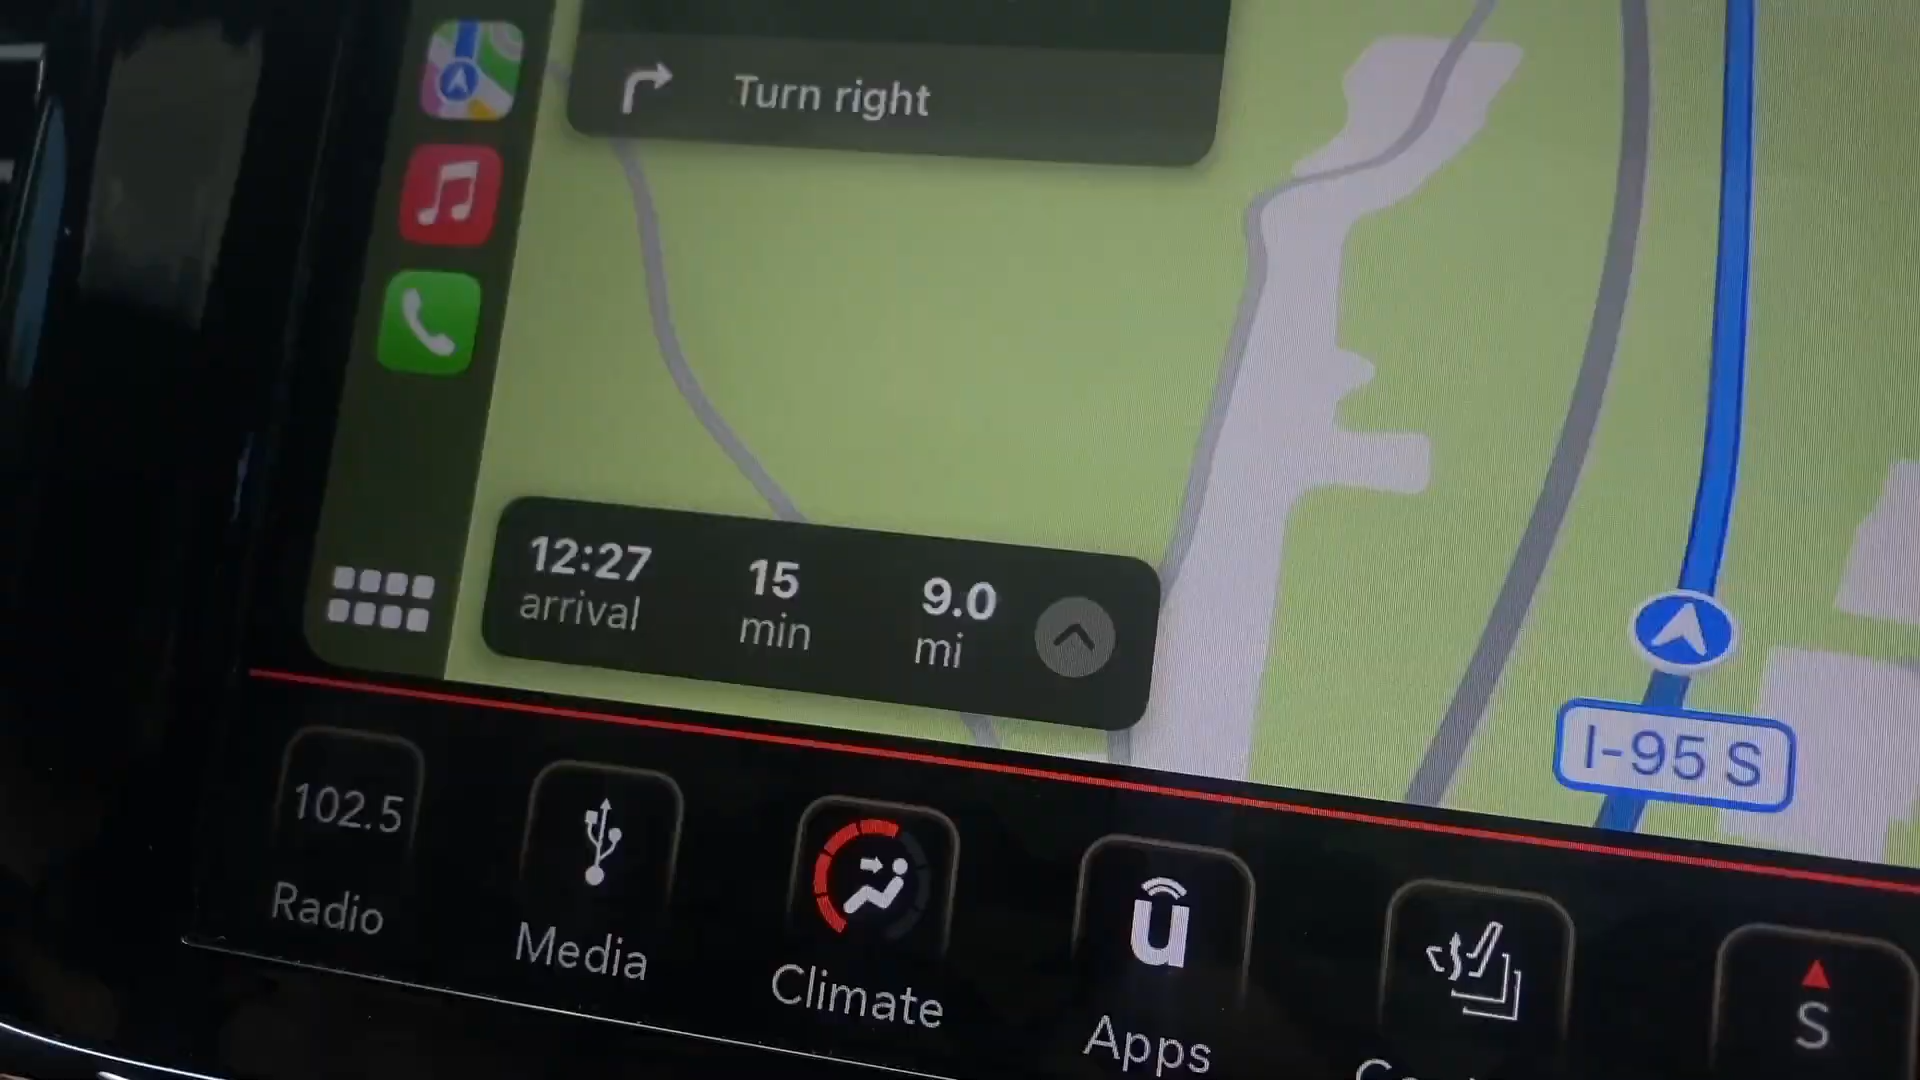 Turn right
12:27 15 9.0
arrival min mi
I-95 S
102.5
Radio Media Climate Apps
u
S